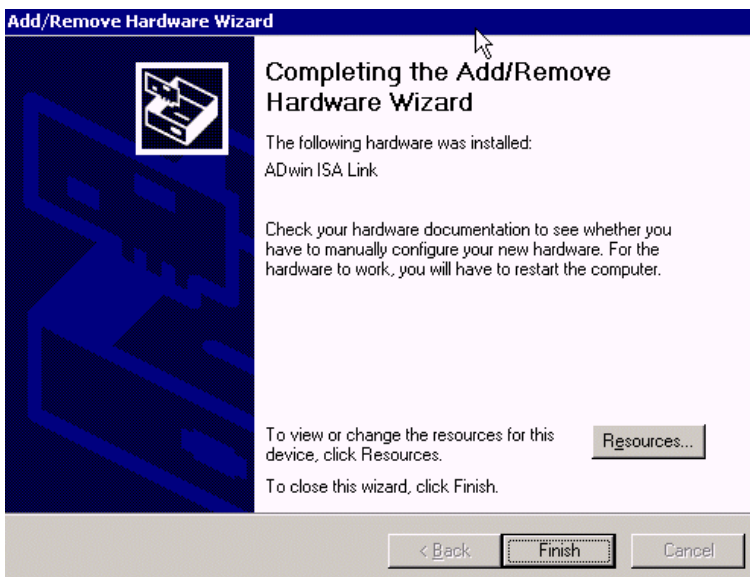 Add/Remove Hardware Wizard
Completing the Add/Remove
Hardware Wizard
The following hardware was installed:
ADwin ISA Link
Check your hardware documentation to see whether you
have to manually configure your new hardware. For the
hardware to work, you will have to restart the computer.
To view or change the resources for this
device, click Resources.
Resources...
To close this wizard, click Finish.
< Back
Finish
Cancel